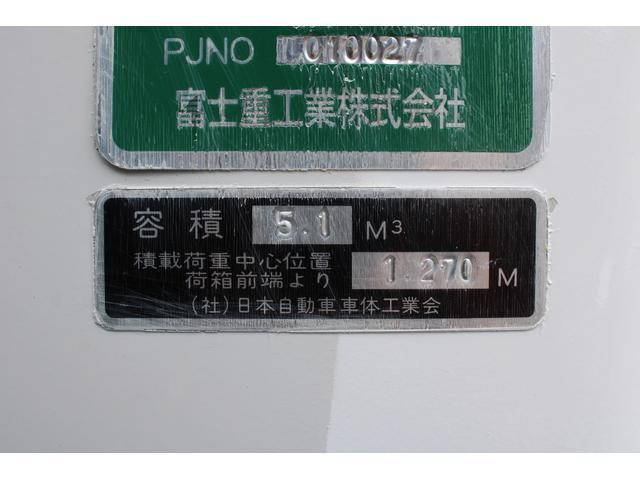 PJNO L010027
富士重工業株式会社
容積 5.1 M³
積載荷重中心位置
荷箱前端より 1.270 M
(社)日本自動車車体工業会